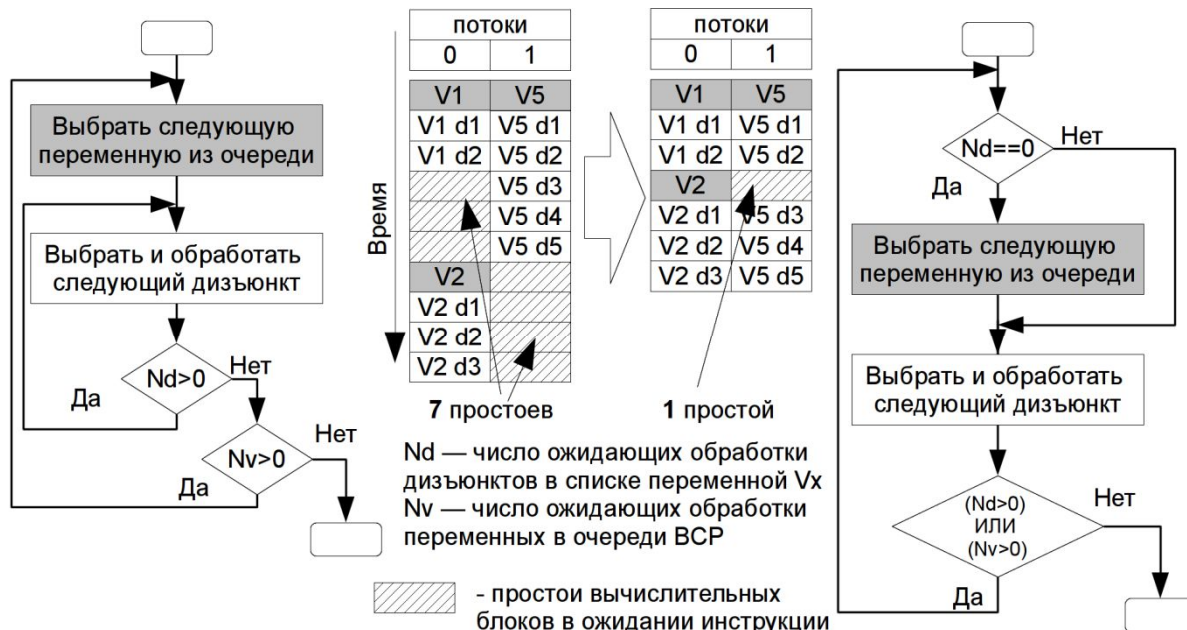 Выбрать следующую
переменную из очереди
Выбрать и обработать
следующий дизъюнкт
Nd>0
Нет
Да
Nv>0
Нет
Да
Время
потоки
0 1
V1 V5
V1 d1 V5 d1
V1 d2 V5 d2
V5 d3
V5 d4
V5 d5
V2
V2 d1
V2 d2
V2 d3
7 простоев
потоки
0 1
V1 V5
V1 d1 V5 d1
V1 d2 V5 d2
V2
V2 d1 V5 d3
V2 d2 V5 d4
V2 d3 V5 d5
1 простой
Nd — число ожидающих обработки
дизъюнктов в списке переменной Vx
Nv — число ожидающих обработки
переменных в очереди ВСР
- простои вычислительных
блоков в ожидании инструкции
Nd==0
Нет
Да
Выбрать следующую
переменную из очереди
Выбрать и обработать
следующий дизъюнкт
(Nd>0)
ИЛИ
(Nv>0)
Нет
Да